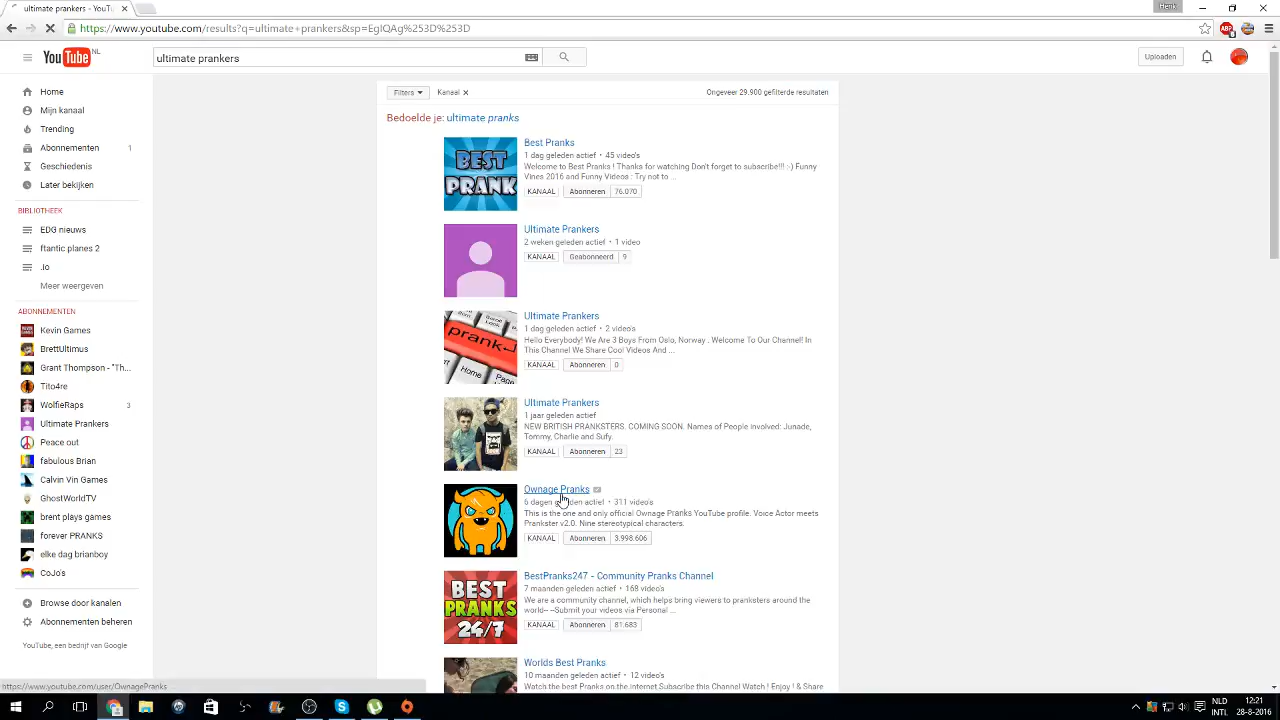 ultimate prankers - YouTu
Henk
https://www.youtube.com/results?q=ultimate+prankers&sp=EgIQAg%253D%253D
YouTube NL
ultimate prankers
Uploaden
Home
Mijn kanaal
Trending
Abonnementen 1
Geschiedenis
Later bekijken
BIBLIOTHEEK
EDG nieuws
ftantic planes 2
.Io
Meer weergeven
ABONNEMENTEN
Kevin Games
BrettUltimus
Grant Thompson - "Th...
Tito4re
WolfieRaps 3
Ultimate Prankers
Peace out
fabulous Brian
Calvin Vin Games
GhostWorldTV
brent plays games
forever PRANKS
elke dag brianboy
CoJo's
Browse door kanalen
Abonnementen beheren
YouTube, een bedrijf van Google
Filters
Kanaal
Ongeveer 29.900 gefilterde resultaten
Bedoelde je: ultimate pranks
BEST
PRANK
Best Pranks
1 dag geleden actief • 45 video's
Welcome to Best Pranks ! Thanks for watching Don't forget to subscribe!!! :-) Funny
Vines 2016 and Funny Videos : Try not to ...
KANAAL Abonneren 76.070
Ultimate Prankers
2 weken geleden actief • 1 video
KANAAL Geabonneerd 9
prank
Home
Page
Ultimate Prankers
1 dag geleden actief • 2 video's
Hello Everybody! We Are 3 Boys From Oslo, Norway . Welcome To Our Channel! In
This Channel We Share Cool Videos And ...
KANAAL Abonneren 0
Ultimate Prankers
1 jaar geleden actief
NEW BRITISH PRANKSTERS. COMING SOON. Names of People involved: Junade,
Tommy, Charlie and Sufy.
KANAAL Abonneren 23
Ownage Pranks
6 dagen geleden actief • 311 video's
This is the one and only official Ownage Pranks YouTube profile. Voice Actor meets
Prankster v2.0. Nine stereotypical characters.
KANAAL Abonneren 3.998.606
BEST
PRANKS
24/7
BestPranks247 - Community Pranks Channel
7 maanden geleden actief • 168 video's
We are a community channel, which helps bring viewers to pranksters around the
world-- --Submit your videos via Personal ...
KANAAL Abonneren 81.683
Worlds Best Pranks
10 maanden geleden actief • 12 video's
Watch the best Pranks on the Internet Subscribe this Channel Watch ! Enjoy ! & Share
https://www.youtube.com/user/OwnagePranks
NLD
INTL
12:21
28-8-2016